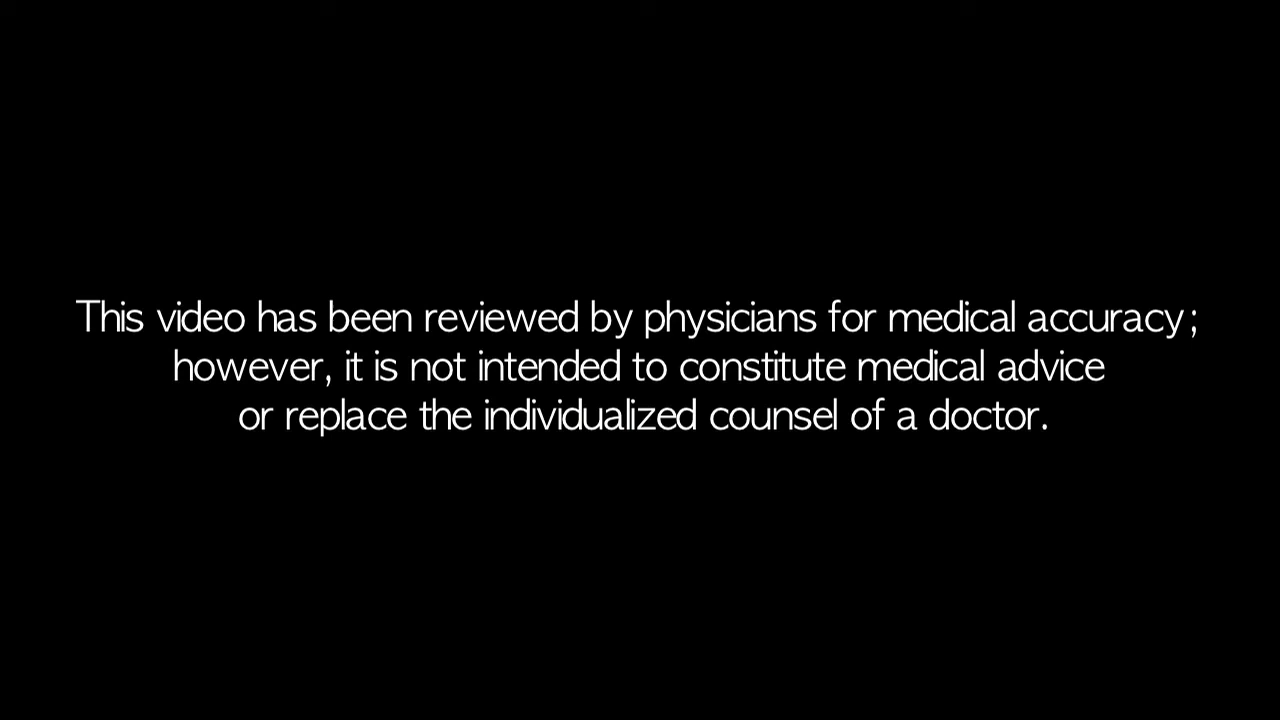 This video has been reviewed by physicians for medical accuracy;
however, it is not intended to constitute medical advice
or replace the individualized counsel of a doctor.